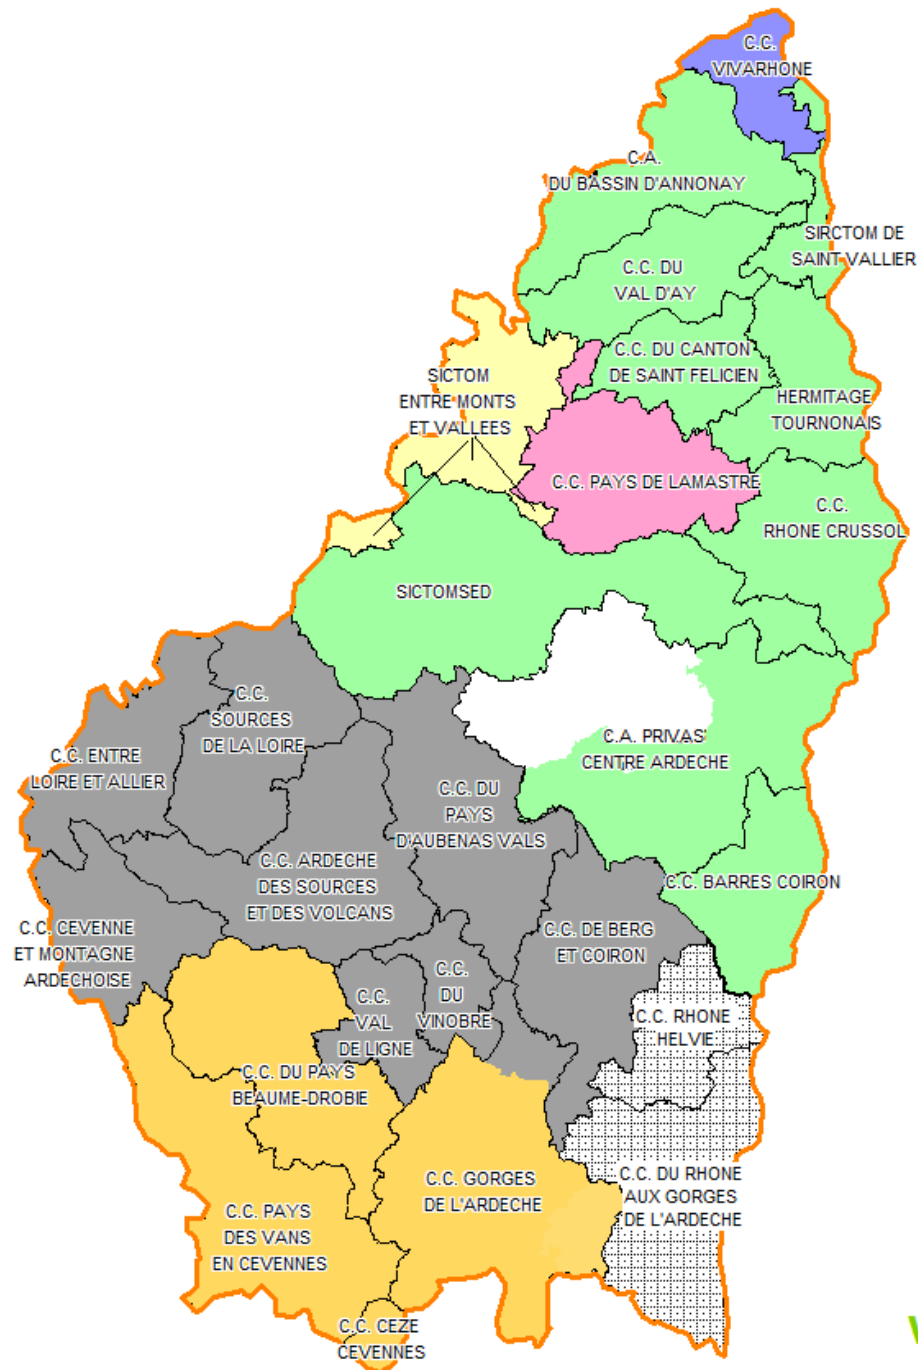 C.C.
VIVARHONE
C.A.
DU BASSIN D'ANNONAY
SIRCTOM DE
SAINT VALLIER
C.C. DU
VAL D'AY
C.C. DU CANTON
DE SAINT FELICIEN
SICTOM
ENTRE MONTS
ET VALLEES
HERMITAGE
TOURNONAIS
C.C. PAYS DE LAMASTRE
C.C.
RHONE CRUSSOL
SICTOMSED
C.C.
SOURCES
DE LA LOIRE
C.C. ENTRE
LOIRE ET ALLIER
C.A. PRIVAS
CENTRE ARDECHE
C.C. DU
PAYS
D'AUBENAS VALS
C.C. ARDECHE
DES SOURCES
ET DES VOLCANS
C.C. BARRES COIRON
C.C. CEVENNE
ET MONTAGNE
ARDECHOISE
C.C. DE BERG
ET COIRON
C.C.
DU
VINOBRE
C.C.
VAL
DE LIGNE
C.C. RHONE
HELVIE
C.C. DU PAYS
BEAUME-DROBIE
C.C. GORGES
DE L'ARDECHE
C.C. DU RHONE
AUX GORGES
DE L'ARDECHE
C.C. PAYS
DES VANS
EN CEVENNES
C.C. CEZE
CEVENNES